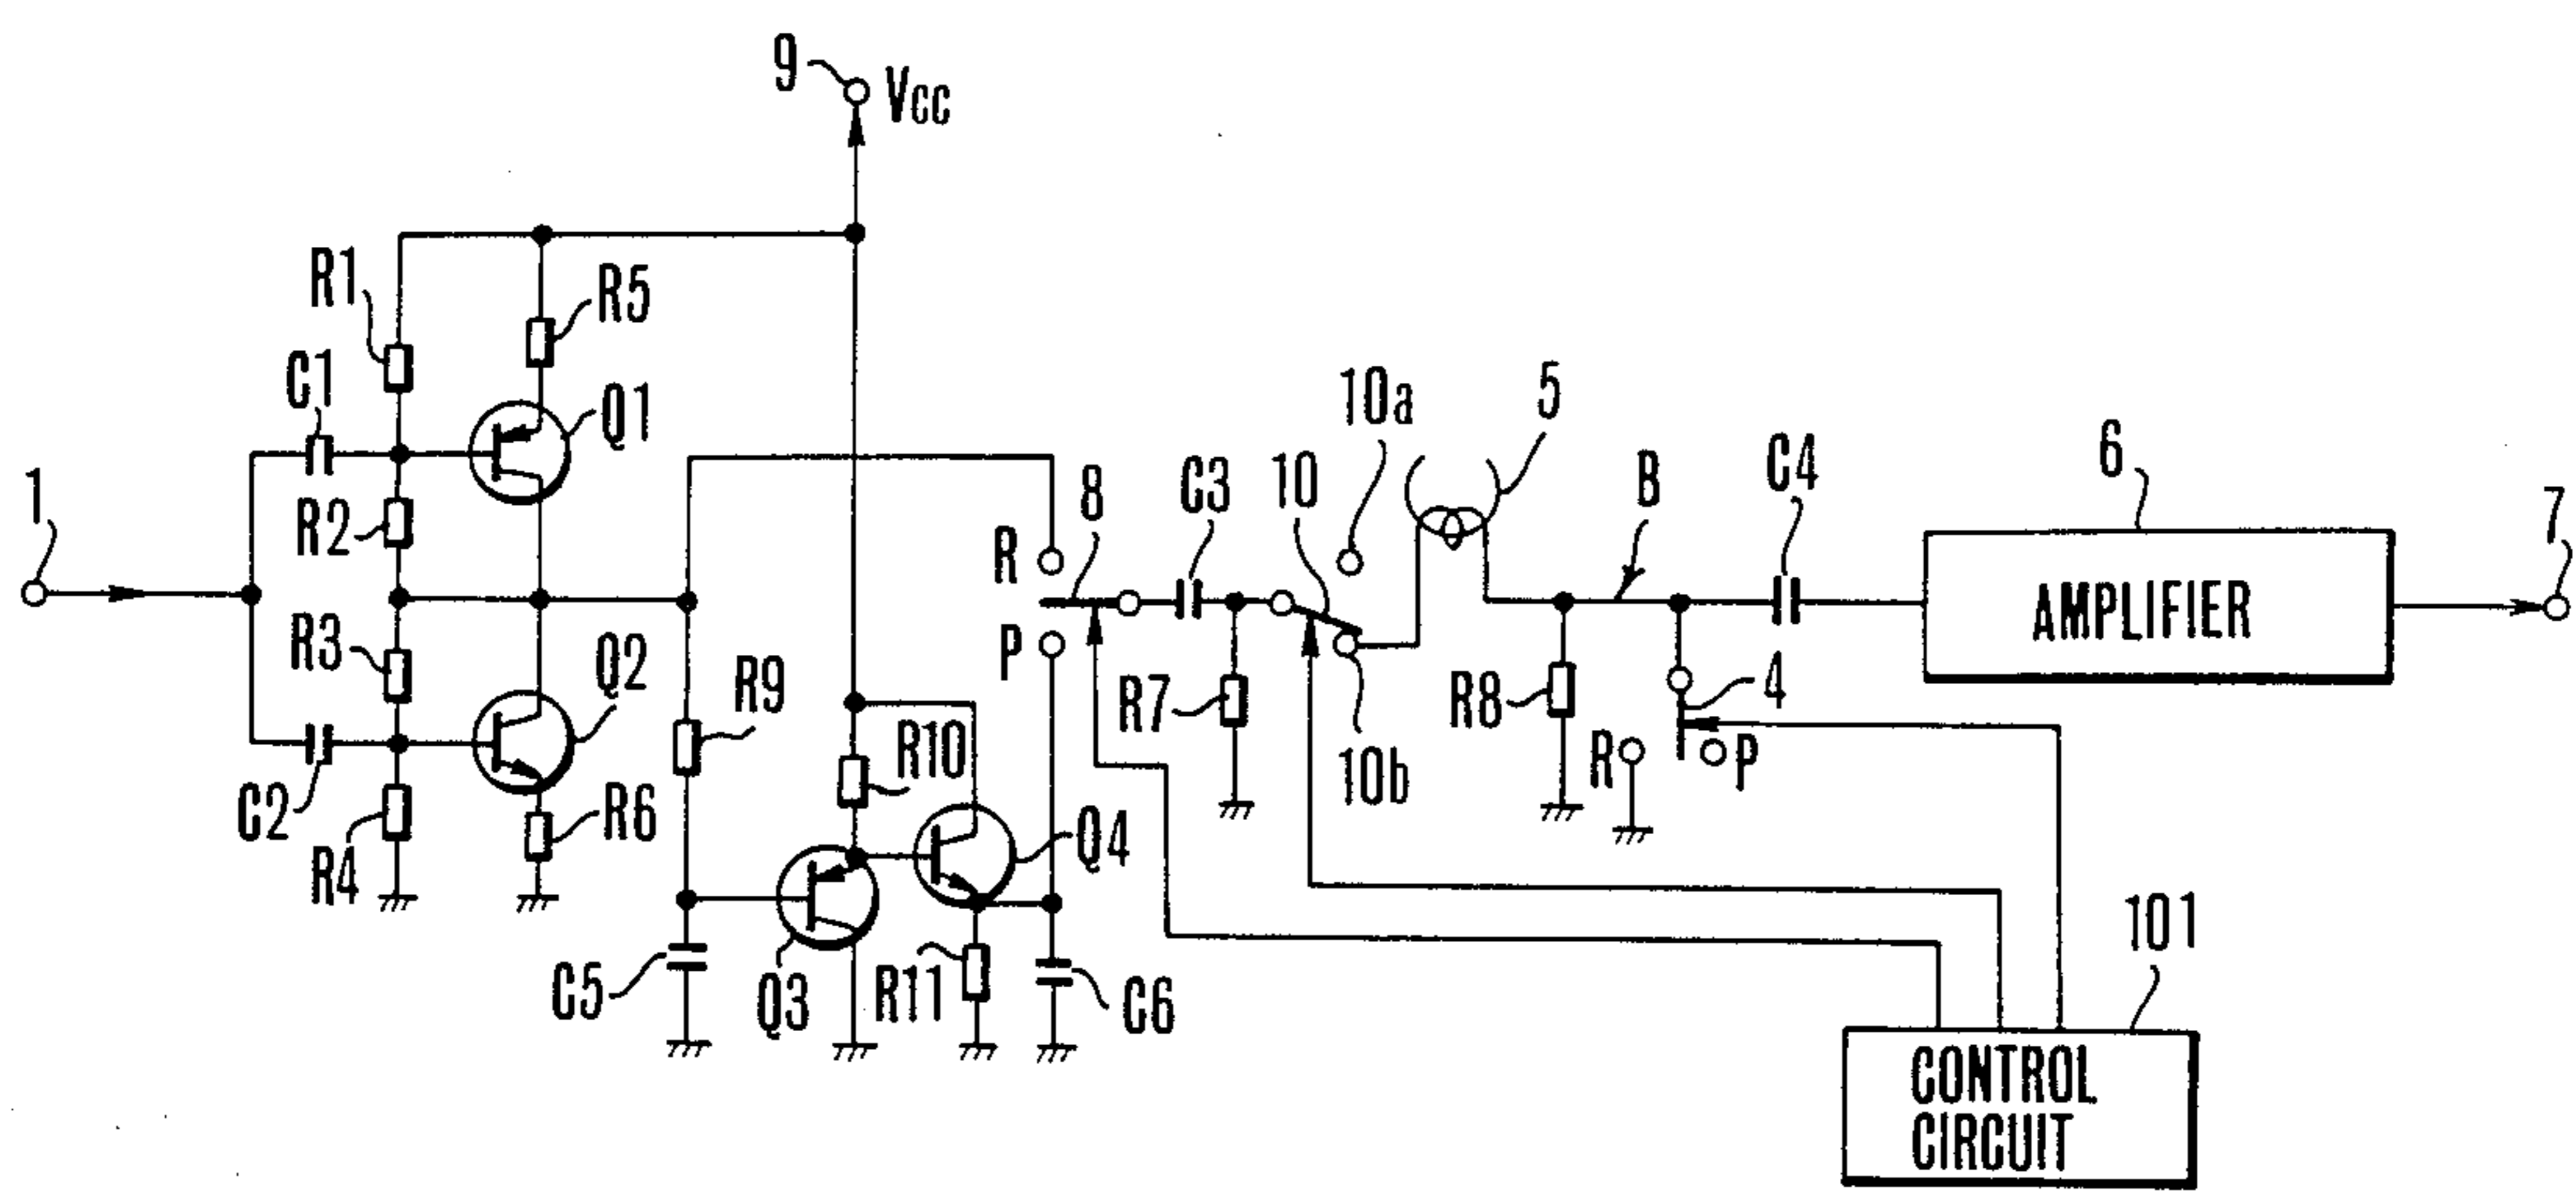 9
Vcc
R1
R5
C1
Q1
10a
5
1
R2
R
8
C3
10
B
C4
6
7
AMPLIFIER
R3
Q2
P
R9
R7
R8
4
C2
R4
R6
R10
10b
R
P
Q4
C5
Q3
R11
C6
101
CONTROL
CIRCUIT